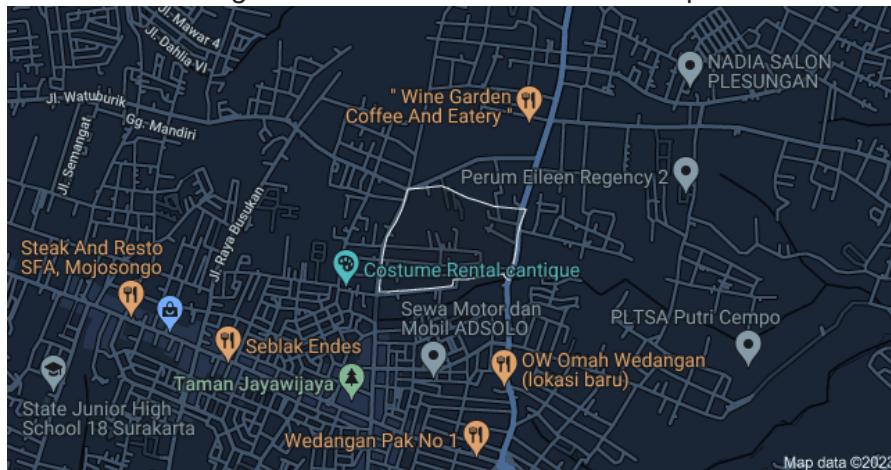 Jl. Mawar 4
Jl. Dahlia VI
NADIA SALON
PLESUNGAN
Jl. Watuburik
" Wine Garden
Coffee And Eatery "
Gg. Mandiri
Jl. Semangat
Perum Eileen Regency 2
Jl. Raya Busukan
Steak And Resto
SFA, Mojosongo
Costume Rental cantique
Sewa Motor dan
Mobil ADSOLO
PLTSA Putri Cempo
Seblak Endes
OW Omah Wedangan
(lokasi baru)
Taman Jayawijaya
State Junior High
School 18 Surakarta
Wedangan Pak No 1
Map data ©2023